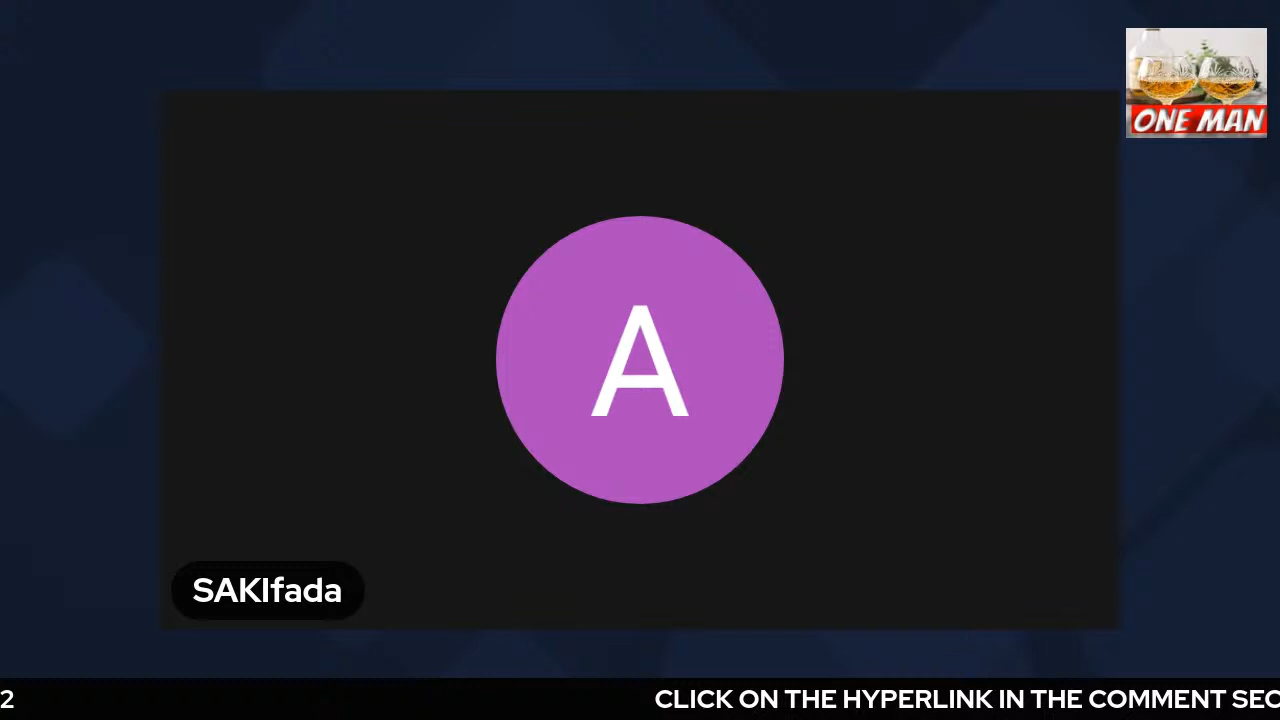 ONE MAN
A
SAKIfada
2
CLICK ON THE HYPERLINK IN THE COMMENT SEC